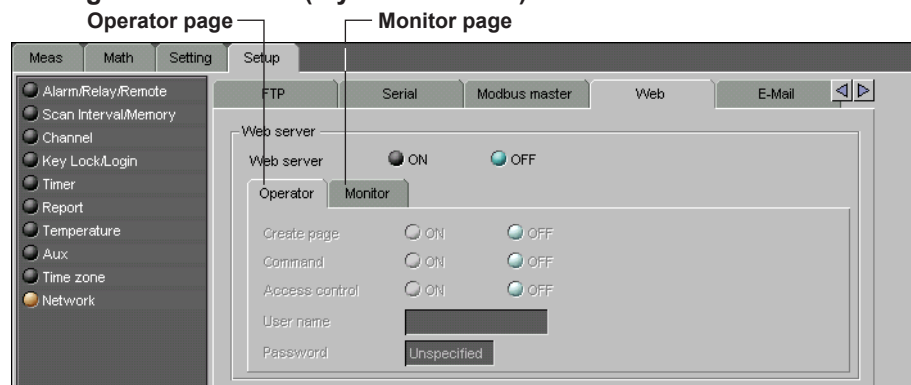 Operator page Monitor page
Meas Math Setting Setup
Alarm/Relay/Remote
Scan Interval/Memory
Channel
Key Lock/Login
Timer
Report
Temperature
Aux
Time zone
Network
FTP Serial Modbus master Web E-Mail
Web server
Web server ON OFF
Operator Monitor
Create page ON OFF
Command ON OFF
Access control ON OFF
User name
Password Unspecified